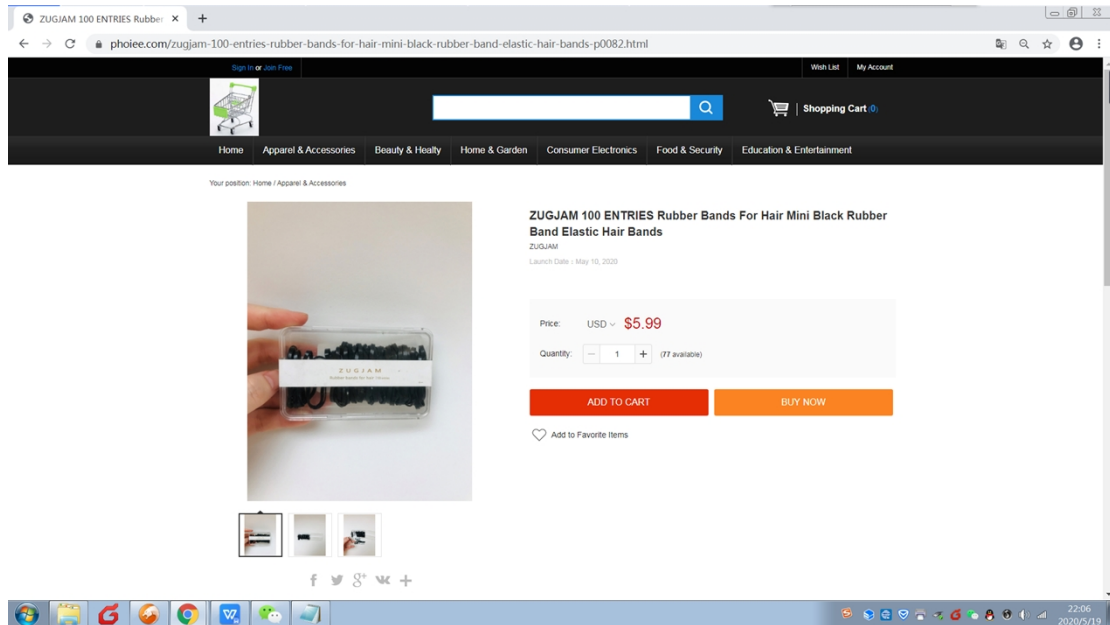 ZUGJAM 100 ENTRIES Rubber
phoiee.com/zugjam-100-entries-rubber-bands-for-hair-mini-black-rubber-band-elastic-hair-bands-p0082.html
Sign In or Join Free
Wish List
My Account
Shopping Cart (0)
Home
Apparel & Accessories
Beauty & Healty
Home & Garden
Consumer Electronics
Food & Security
Education & Entertainment
Your position: Home / Apparel & Accessories
ZUGJAM 100 ENTRIES Rubber Bands For Hair Mini Black Rubber
Band Elastic Hair Bands
ZUGJAM
Launch Date : May 10, 2020
Price: USD $5.99
Quantity: 1 (77 available)
ADD TO CART
BUY NOW
Add to Favorite Items
ZUGJAM
Rubber bands for hair
22:06
2020/5/19